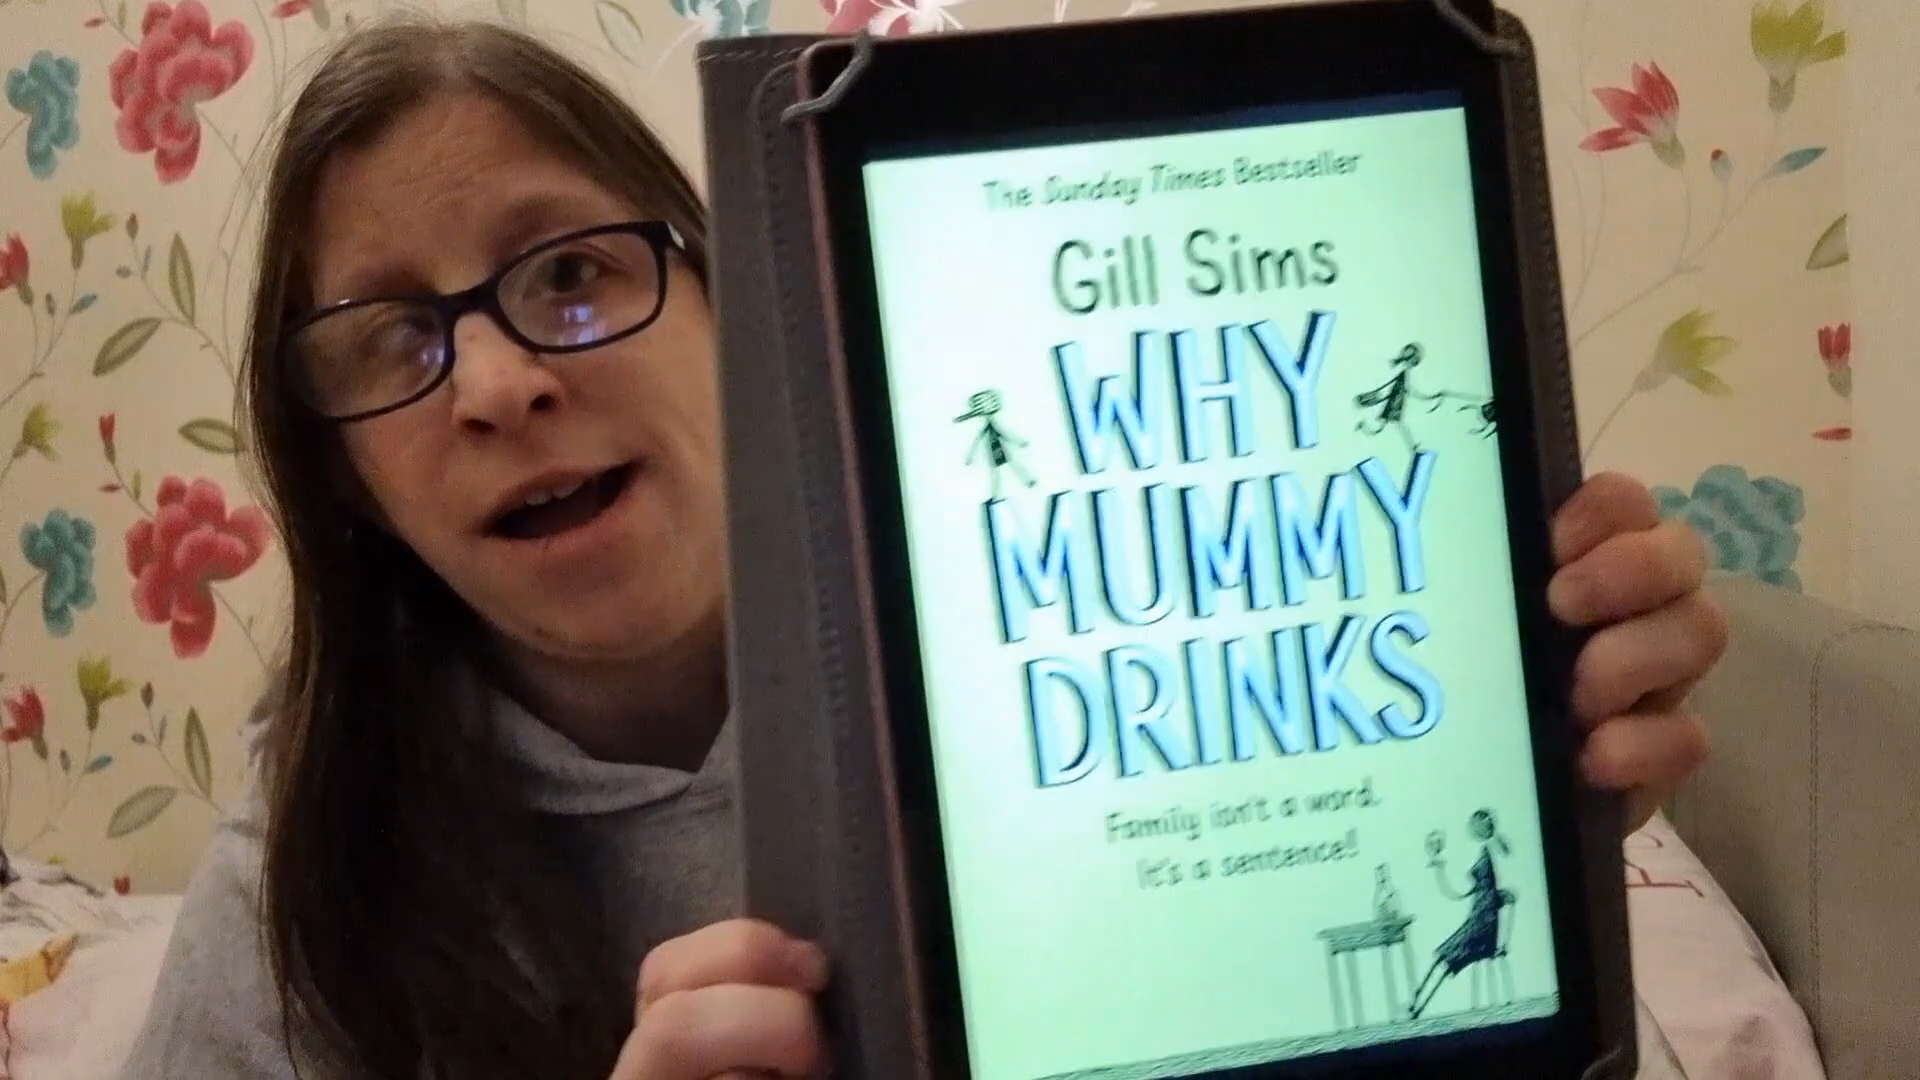 The Sunday Times Bestseller
Gill Sims
WHY
MUMMY
DRINKS
Family isn't a word.
It's a sentence!